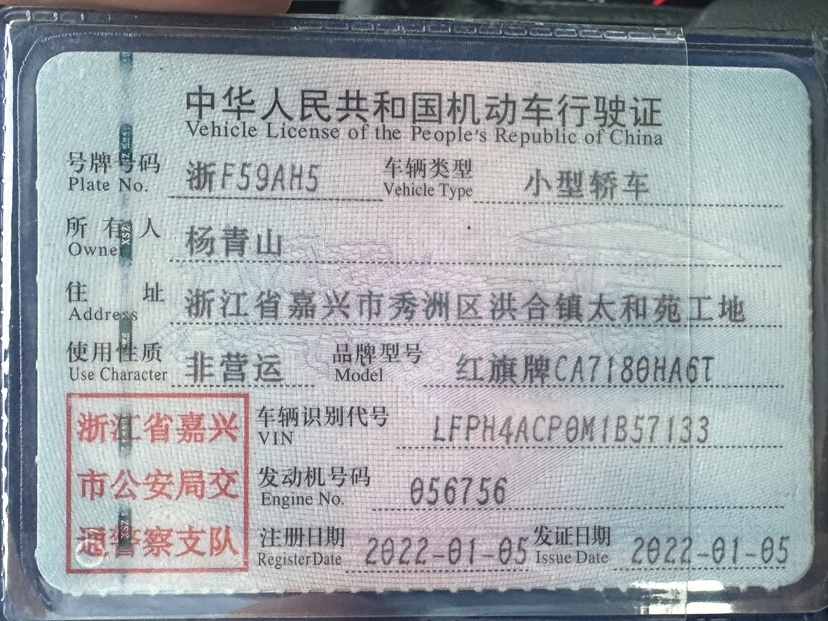 中华人民共和国机动车行驶证
Vehicle License of the People's Republic of China
号牌号码 浙F59AH5 车辆类型 小型轿车
Plate No. Vehicle Type
所有人 杨青山
Owner
住址 浙江省嘉兴市秀洲区洪合镇太和苑工地
Address
使用性质 非营运 品牌型号 红旗牌CA7180HA6T
Use Character Model
浙江省嘉兴 车辆识别代号 LFPH4ACP0M1B57133
VIN
市公安局交 发动机号码 056756
Engine No.
通警察支队 注册日期 2022-01-05 发证日期 2022-01-05
Register Date Issue Date